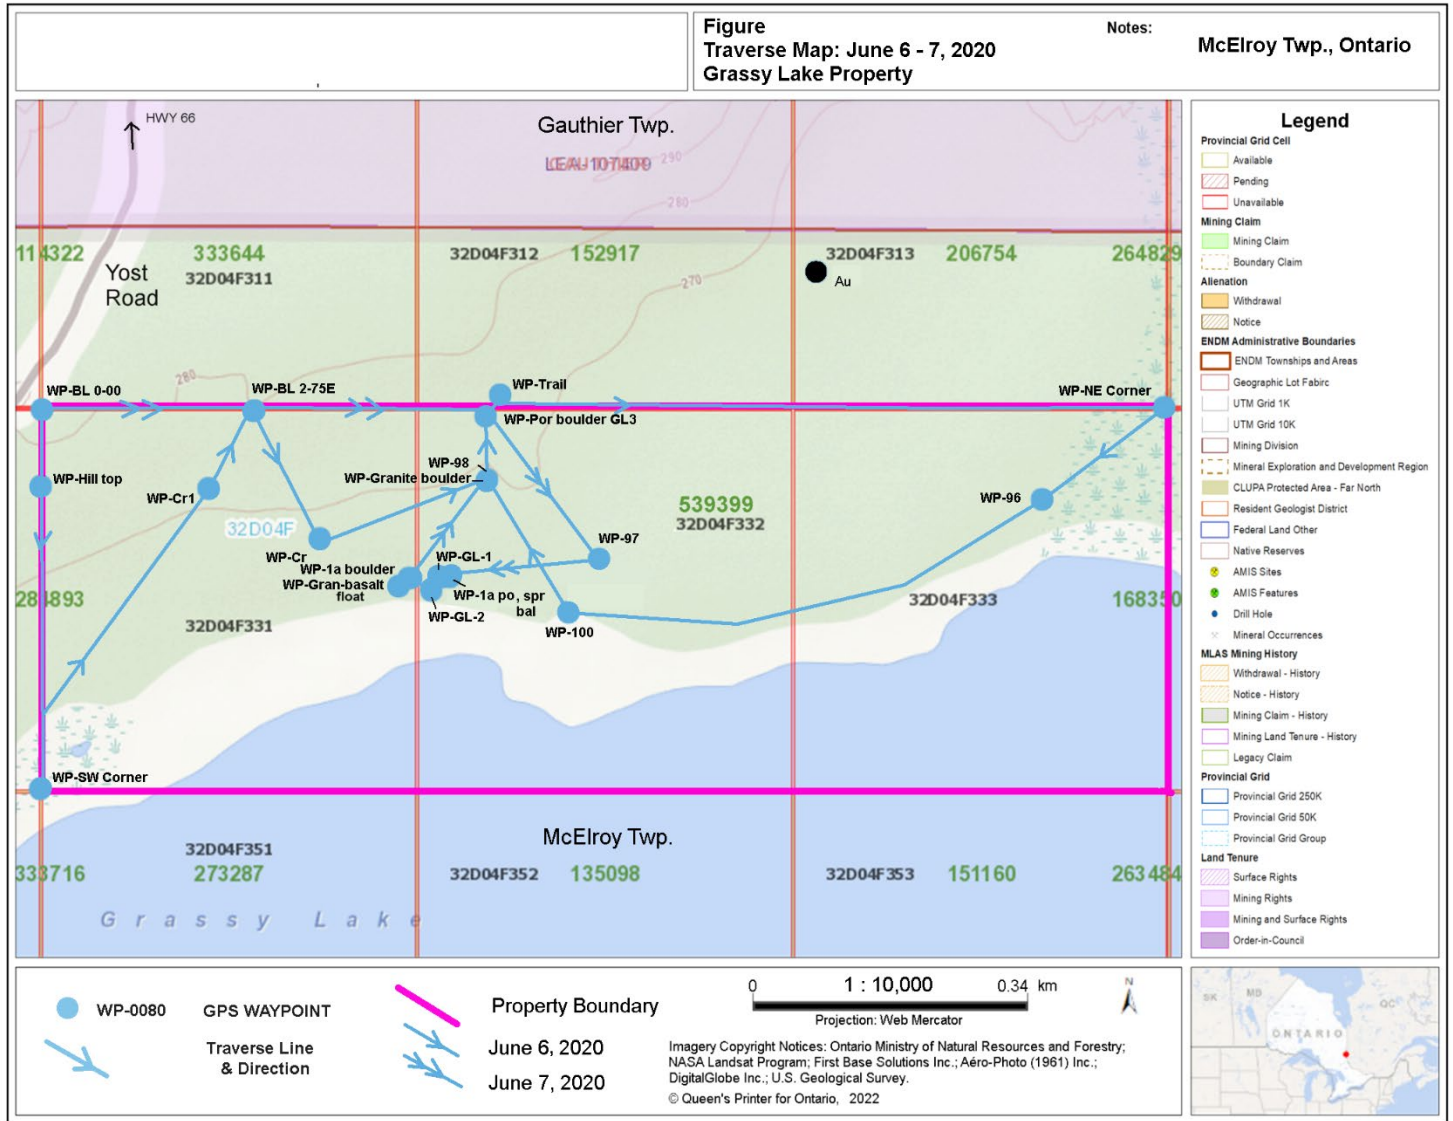 Figure
Traverse Map: June 6 - 7, 2020
Grassy Lake Property
Notes:
McElroy Twp., Ontario
HWY 66
Gauthier Twp.
290
280
114322
333644
32D04F311
32D04F312
152917
32D04F313
206754
264829
Yost
Road
270
Au
280
WP-BL 0-00
WP-BL 2-75E
WP-Trail
WP-NE Corner
WP-Por boulder GL3
WP-Hill top
WP-Cr1
WP-98
WP-Granite boulder
WP-96
539399
32D04F332
32D04F
WP-Cr
WP-GL-1
WP-97
WP-1a boulder
WP-Gran-basalt
float
WP-1a po, spr
bal
WP-GL-2
WP-100
284893
32D04F331
32D04F333
168350
WP-SW Corner
McElroy Twp.
32D04F351
32D04F352
32D04F353
333716
273287
135098
151160
263484
Grassy Lake
Legend
Provincial Grid Cell
Available
Pending
Unavailable
Mining Claim
Mining Claim
Boundary Claim
Alienation
Withdrawal
Notice
ENDM Administrative Boundaries
ENDM Townships and Areas
Geographic Lot Fabirc
UTM Grid 1K
UTM Grid 10K
Mining Division
Mineral Exploration and Development Region
CLUPA Protected Area - Far North
Resident Geologist District
Federal Land Other
Native Reserves
AMIS Sites
AMIS Features
Drill Hole
Mineral Occurrences
MLAS Mining History
Withdrawal - History
Notice - History
Mining Claim - History
Mining Land Tenure - History
Legacy Claim
Provincial Grid
Provincial Grid 250K
Provincial Grid 50K
Provincial Grid Group
Land Tenure
Surface Rights
Mining Rights
Mining and Surface Rights
Order-in-Council
WP-0080
GPS WAYPOINT
Traverse Line
& Direction
Property Boundary
June 6, 2020
June 7, 2020
0
1 : 10,000
0.34 km
Projection: Web Mercator
N
Imagery Copyright Notices: Ontario Ministry of Natural Resources and Forestry;
NASA Landsat Program; First Base Solutions Inc.; Aéro-Photo (1961) Inc.;
DigitalGlobe Inc.; U.S. Geological Survey.
© Queen's Printer for Ontario, 2022
SK
MB
ONTARIO
QC